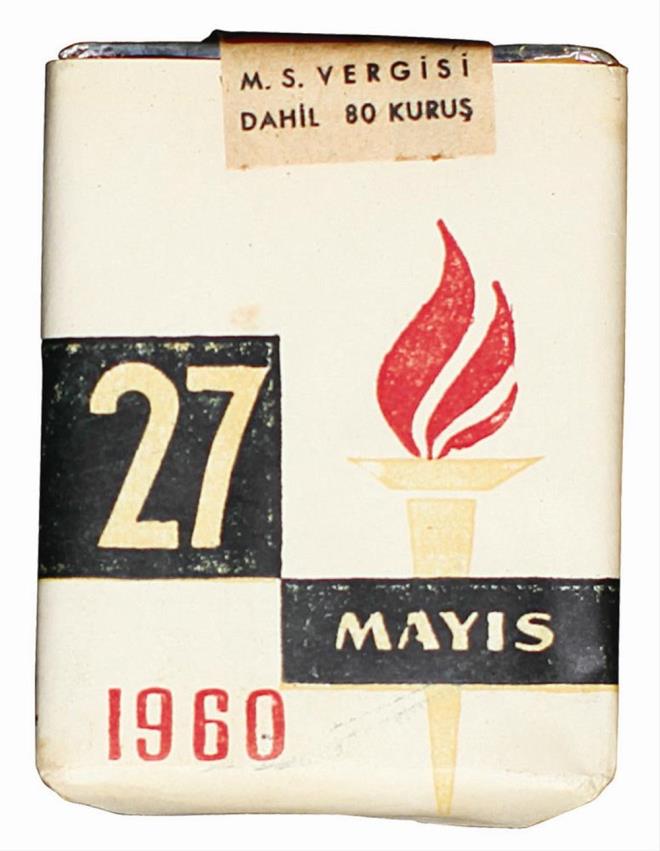 M. S. VERGİSİ
DAHİL 80 KURUŞ
27
MAYIS
1960